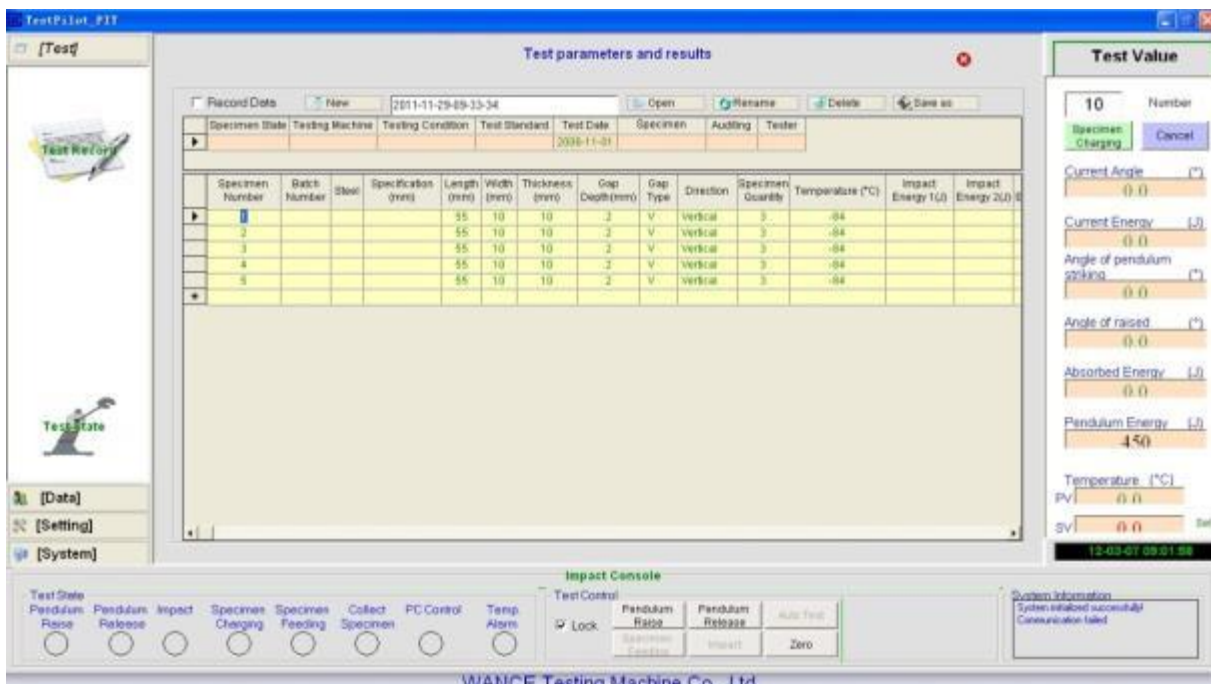 TestPilot_PIT
[Test]
Test parameters and results
Test Value
Record Data New 2011-11-29-09-33-34 Open Rename Delete Save as
Specimen State Testing Machine Testing Condition Test Standard Test Date Specimen Auditing Tester
2008-11-01
Specimen Number Batch Number Steel Specification (mm) Length (mm) Width (mm) Thickness (mm) Gap Depth(mm) Gap Type Direction Specimen Quantity Temperature (°C) Impact Energy 1(J) Impact Energy 2(J)
1 55 10 10 2 V Vertical 3 -84
2 55 10 10 2 V Vertical 3 -84
3 55 10 10 2 V Vertical 3 -84
4 55 10 10 2 V Vertical 3 -84
5 55 10 10 2 V Vertical 3 -84
Test Record
Test State
[Data]
[Setting]
[System]
10 Number
Specimen Charging Cancel
Current Angle (°)
0.0
Current Energy (J)
0.0
Angle of pendulum
striking (°)
0.0
Angle of raised (°)
0.0
Absorbed Energy (J)
0.0
Pendulum Energy (J)
450
Temperature (°C)
PV 0.0
SV 0.0 Set
12-03-07 09:01:58
Impact Console
Test State
Pendulum Raise Pendulum Release Impact Specimen Charging Specimen Feeding Collect Specimen PC Control Temp. Alarm
Test Control
Lock Pendulum Raise Pendulum Release Auto Test
Specimen Feeding Impact Zero
System Information
System initialized successfully!
Communication failed
WANCE Testing Machine Co., Ltd